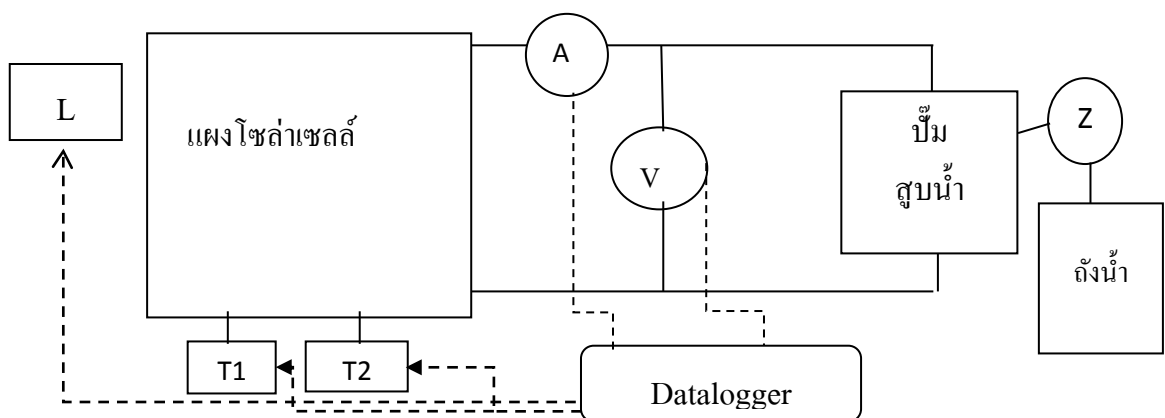 L
แผงโซล่าเซลล์
A
V
ปั๊ม
สูบน้ำ
Z
ถังน้ำ
T1
T2
Datalogger